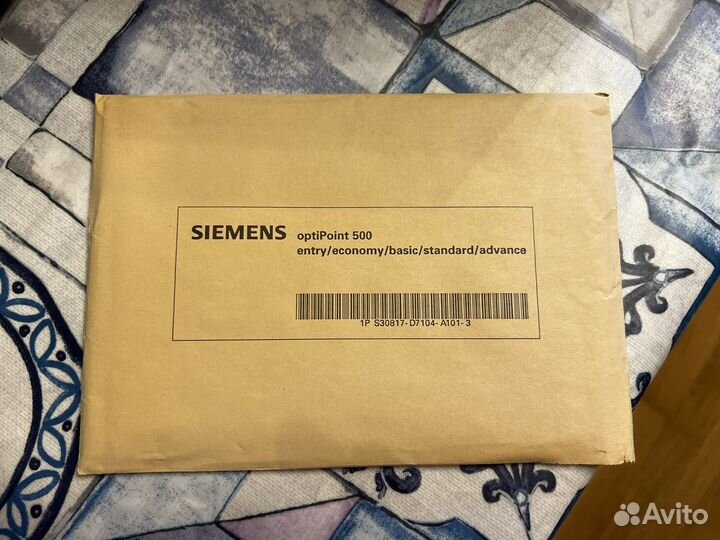 SIEMENS optiPoint 500
entry/economy/basic/standard/advance
1P S30817-D7104-A101-3
Avito